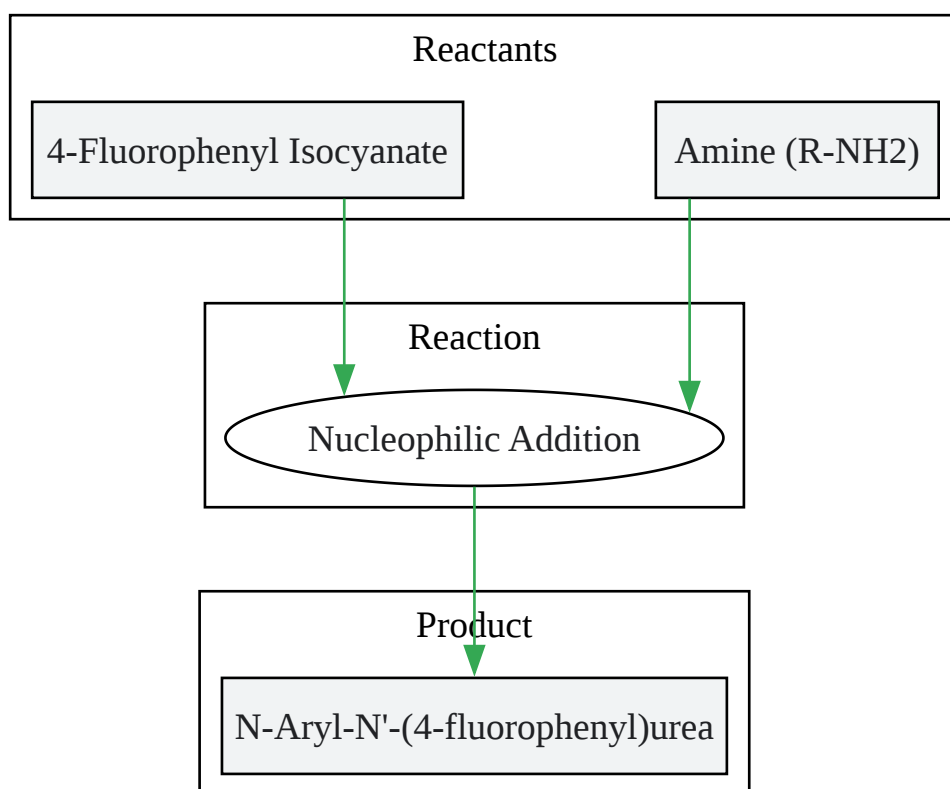 Reactants
4-Fluorophenyl Isocyanate
Amine (R-NH2)
Reaction
Nucleophilic Addition
Product
N-Aryl-N'-(4-fluorophenyl)urea